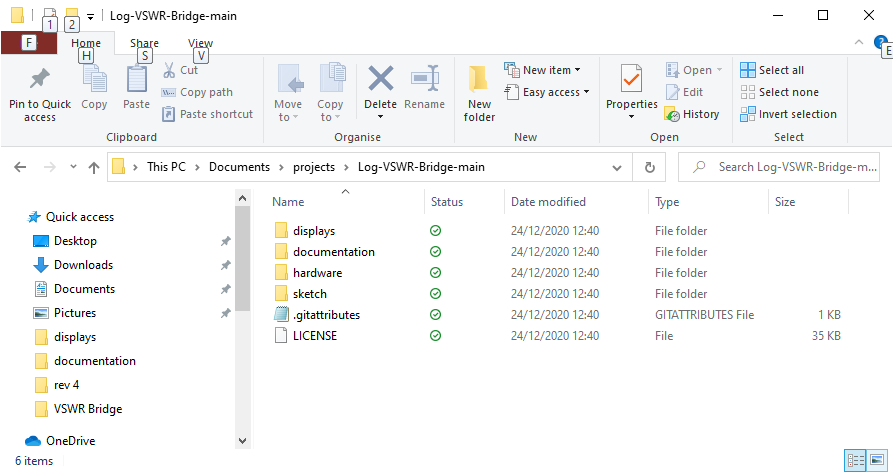 1 2 Log-VSWR-Bridge-main
F Home Share View
H S V E
Pin to Quick access
Copy
Paste
Cut
Copy path
Paste shortcut
Clipboard
Move to
Copy to
Delete
Rename
Organise
New folder
New item
Easy access
New
Properties
Open
Edit
History
Open
Select all
Select none
Invert selection
Select
This PC > Documents > projects > Log-VSWR-Bridge-main
Search Log-VSWR-Bridge-m...
Quick access
Desktop
Downloads
Documents
Pictures
displays
documentation
rev 4
VSWR Bridge
OneDrive
Name Status Date modified Type Size
displays 24/12/2020 12:40 File folder
documentation 24/12/2020 12:40 File folder
hardware 24/12/2020 12:40 File folder
sketch 24/12/2020 12:40 File folder
.gitattributes 24/12/2020 12:40 GITATTRIBUTES File 1 KB
LICENSE 24/12/2020 12:40 File 35 KB
6 items